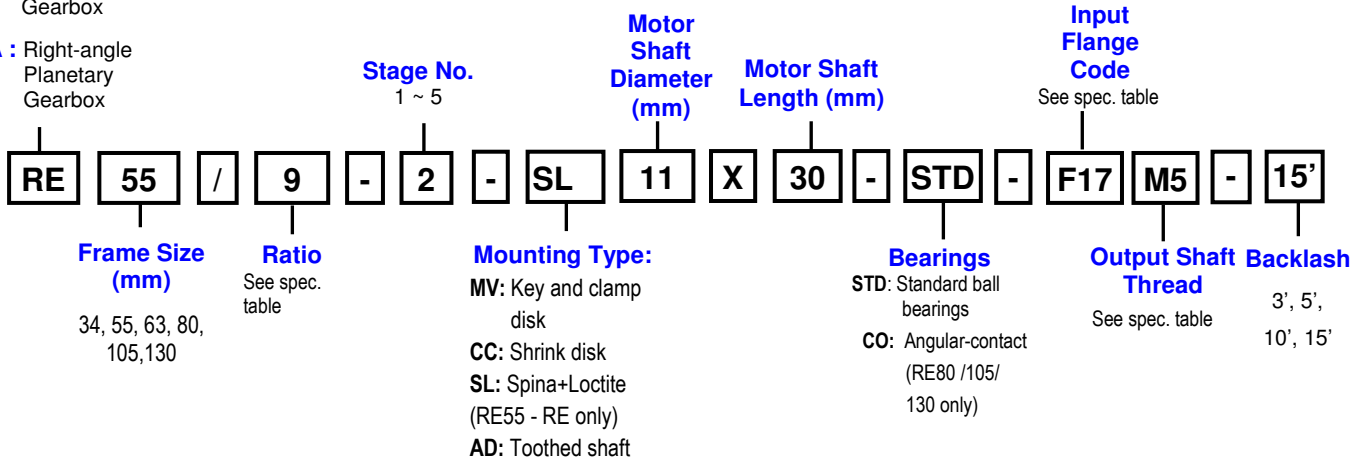 Gearbox
: Right-angle
Planetary
Gearbox
Stage No.
1 ~ 5
Motor
Shaft
Diameter
(mm)
Motor Shaft
Length (mm)
Input
Flange
Code
See spec. table
RE 55 / 9 - 2 - SL 11 X 30 - STD - F17 M5 - 15’
Frame Size
(mm)
34, 55, 63, 80,
105,130
Ratio
See spec.
table
Mounting Type:
MV: Key and clamp
disk
CC: Shrink disk
SL: Spina+Loctite
(RE55 - RE only)
AD: Toothed shaft
Bearings
STD: Standard ball
bearings
CO: Angular-contact
(RE80 /105/
130 only)
Output Shaft
Thread
See spec. table
Backlash
3’, 5’,
10’, 15’